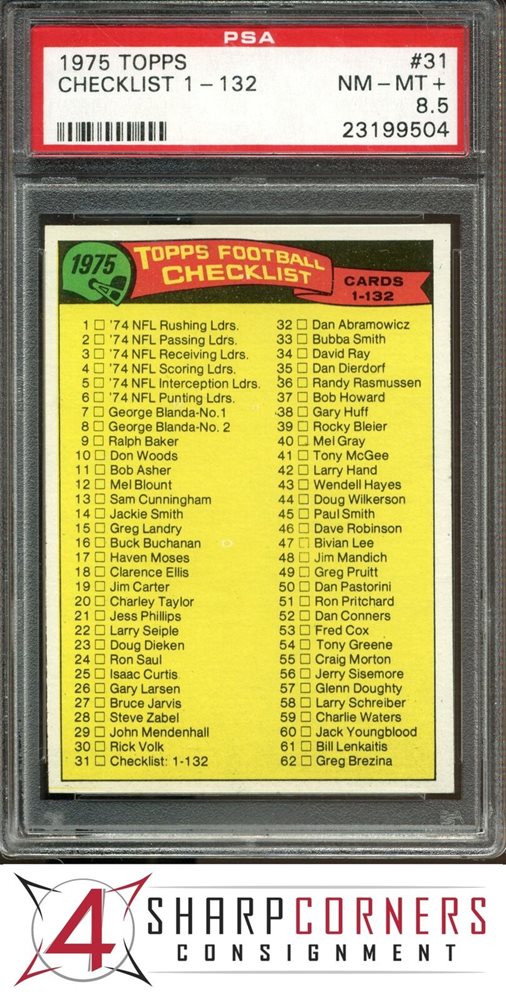 PSA
1975 TOPPS #31
CHECKLIST 1 – 132 NM – MT +
8.5
23199504
1975
TOPPS FOOTBALL
CHECKLIST
CARDS
1-132
1 □ '74 NFL Rushing Ldrs.
2 □ '74 NFL Passing Ldrs.
3 □ '74 NFL Receiving Ldrs.
4 □ '74 NFL Scoring Ldrs.
5 □ '74 NFL Interception Ldrs.
6 □ '74 NFL Punting Ldrs.
7 □ George Blanda-No.1
8 □ George Blanda-No. 2
9 □ Ralph Baker
10 □ Don Woods
11 □ Bob Asher
12 □ Mel Blount
13 □ Sam Cunningham
14 □ Jackie Smith
15 □ Greg Landry
16 □ Buck Buchanan
17 □ Haven Moses
18 □ Clarence Ellis
19 □ Jim Carter
20 □ Charley Taylor
21 □ Jess Phillips
22 □ Larry Seiple
23 □ Doug Dieken
24 □ Ron Saul
25 □ Isaac Curtis
26 □ Gary Larsen
27 □ Bruce Jarvis
28 □ Steve Zabel
29 □ John Mendenhall
30 □ Rick Volk
31 □ Checklist: 1-132
32 □ Dan Abramowicz
33 □ Bubba Smith
34 □ David Ray
35 □ Dan Dierdorf
36 □ Randy Rasmussen
37 □ Bob Howard
38 □ Gary Huff
39 □ Rocky Bleier
40 □ Mel Gray
41 □ Tony McGee
42 □ Larry Hand
43 □ Wendell Hayes
44 □ Doug Wilkerson
45 □ Paul Smith
46 □ Dave Robinson
47 □ Bivian Lee
48 □ Jim Mandich
49 □ Greg Pruitt
50 □ Dan Pastorini
51 □ Ron Pritchard
52 □ Dan Conners
53 □ Fred Cox
54 □ Tony Greene
55 □ Craig Morton
56 □ Jerry Sisemore
57 □ Glenn Doughty
58 □ Larry Schreiber
59 □ Charlie Waters
60 □ Jack Youngblood
61 □ Bill Lenkaitis
62 □ Greg Brezina
4 SHARPCORNERS
CONSIGNMENT